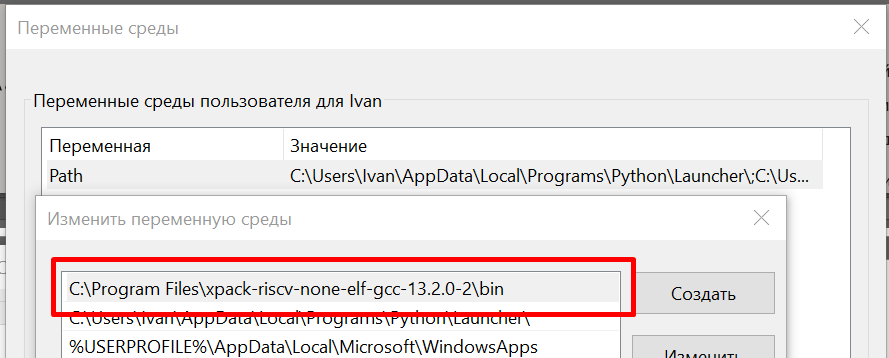 Переменные среды
Переменные среды пользователя для Ivan
Переменная Значение
Path C:\Users\Ivan\AppData\Local\Programs\Python\Launcher\;C:\Us...
Изменить переменную среды
C:\Program Files\xpack-riscv-none-elf-gcc-13.2.0-2\bin
Создать
C:\Users\Ivan\AppData\Local\Programs\Python\Launcher\
%USERPROFILE%\AppData\Local\Microsoft\WindowsApps
Изменить